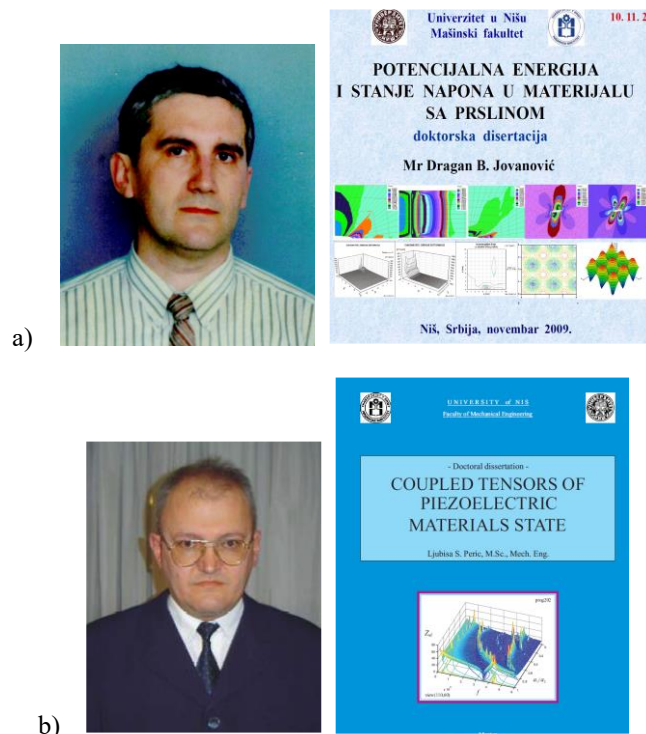 Univerzitet u Nišu
Mašinski fakultet
10. 11. 2
POTENCIJALNA ENERGIJA
I STANJE NAPONA U MATERIJALU
SA PRSLINOM
doktorska disertacija
Mr Dragan B. Jovanović
Niš, Srbija, novembar 2009.
a)
UNIVERSITY of NIS
Faculty of Mechanical Engineering
- Doctoral dissertation -
COUPLED TENSORS OF
PIEZOELECTRIC
MATERIALS STATE
Ljubisa S. Peric, M.Sc., Mech. Eng.
b)